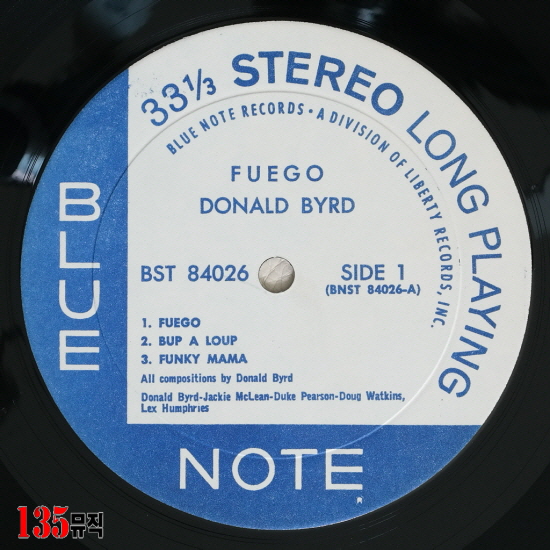 33 1/3 STEREO LONG PLAYING
BLUE NOTE RECORDS • A DIVISION OF LIBERTY RECORDS, INC.
FUEGO
DONALD BYRD
BST 84026
SIDE 1
(BNST 84026-A)
1. FUEGO
2. BUP A LOUP
3. FUNKY MAMA
All compositions by Donald Byrd
Donald Byrd-Jackie McLean-Duke Pearson-Doug Watkins,
Lex Humphries
BLUE
NOTE
R
135뮤직